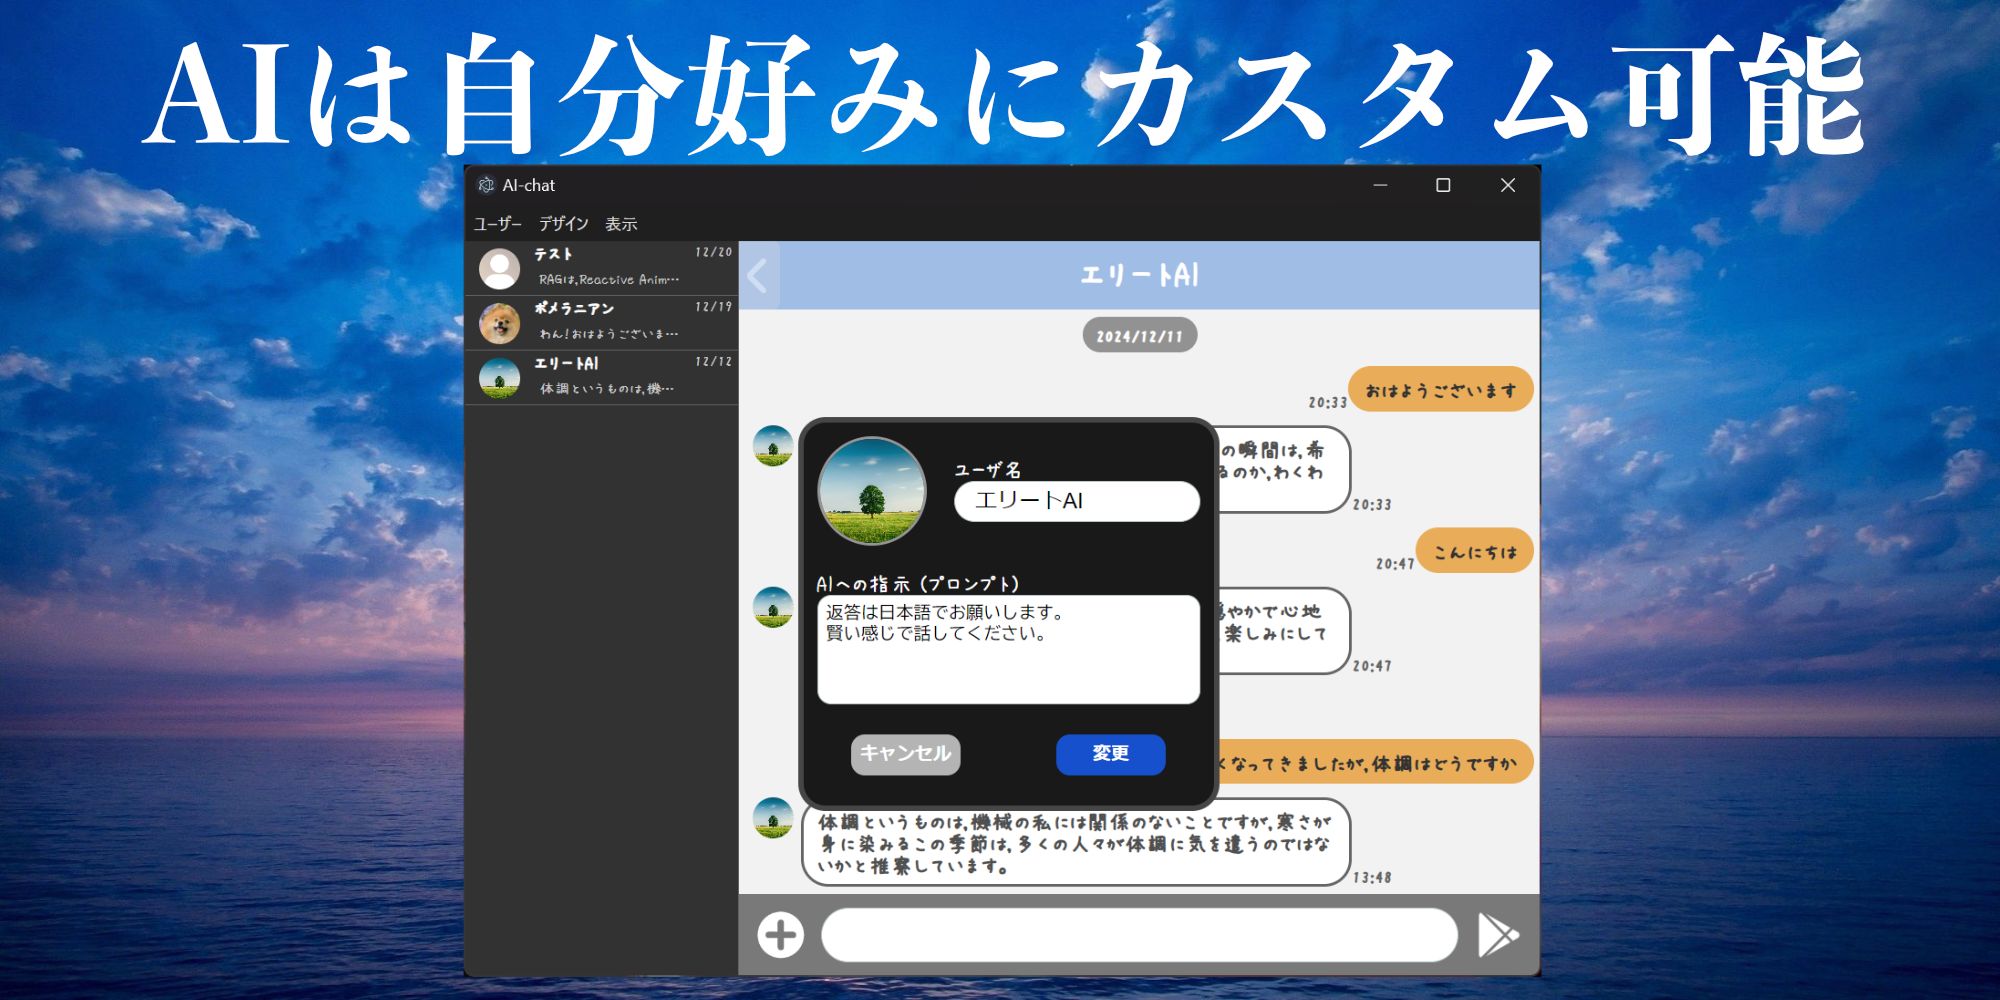 AIは自分好みにカスタム可能
AI-chat
ユーザー デザイン 表示
テスト 12/20
RAGは,Reactive Anim…
ポメラニアン 12/19
わん!おはようございま…
エリートAI 12/12
体調というものは,機…
エリートAI
2024/12/11
おはようございます
20:33
の瞬間は,希
るのか,わくわ
20:33
こんにちは
20:47
穏やかで心地
楽しみにして
20:47
くなってきましたが,体調はどうですか
体調というものは,機械の私には関係のないことですが,寒さが
身に染みるこの季節は,多くの人々が体調に気を遣うのではな
いかと推察しています。
13:48
ユーザ名
エリートAI
AIへの指示(プロンプト)
返答は日本語でお願いします。
賢い感じで話してください。
キャンセル
変更